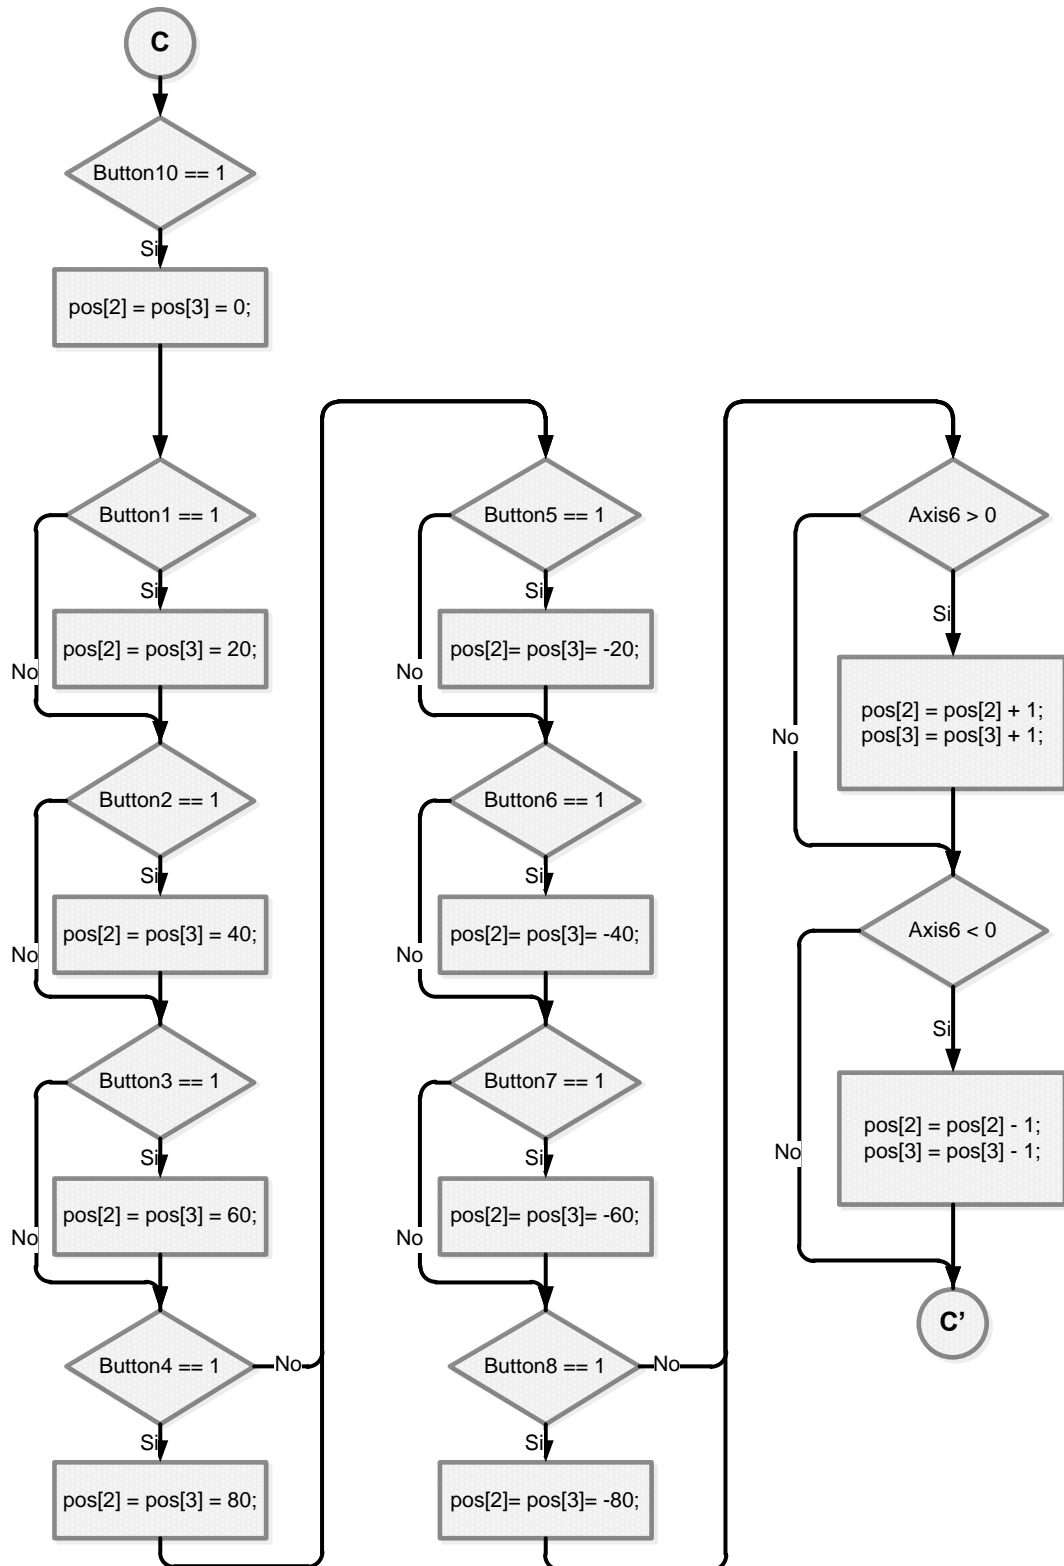 C
Button10 == 1
Si
pos[2] = pos[3] = 0;
Button1 == 1
Si
pos[2] = pos[3] = 20;
No
Button2 == 1
Si
pos[2] = pos[3] = 40;
No
Button3 == 1
Si
pos[2] = pos[3] = 60;
No
Button4 == 1
No
Si
pos[2] = pos[3] = 80;
Button5 == 1
Si
pos[2]= pos[3]= -20;
No
Button6 == 1
Si
pos[2]= pos[3]= -40;
No
Button7 == 1
Si
pos[2]= pos[3]= -60;
No
Button8 == 1
No
Si
pos[2]= pos[3]= -80;
Axis6 > 0
Si
pos[2] = pos[2] + 1;
pos[3] = pos[3] + 1;
No
Axis6 < 0
Si
pos[2] = pos[2] - 1;
pos[3] = pos[3] - 1;
No
C’